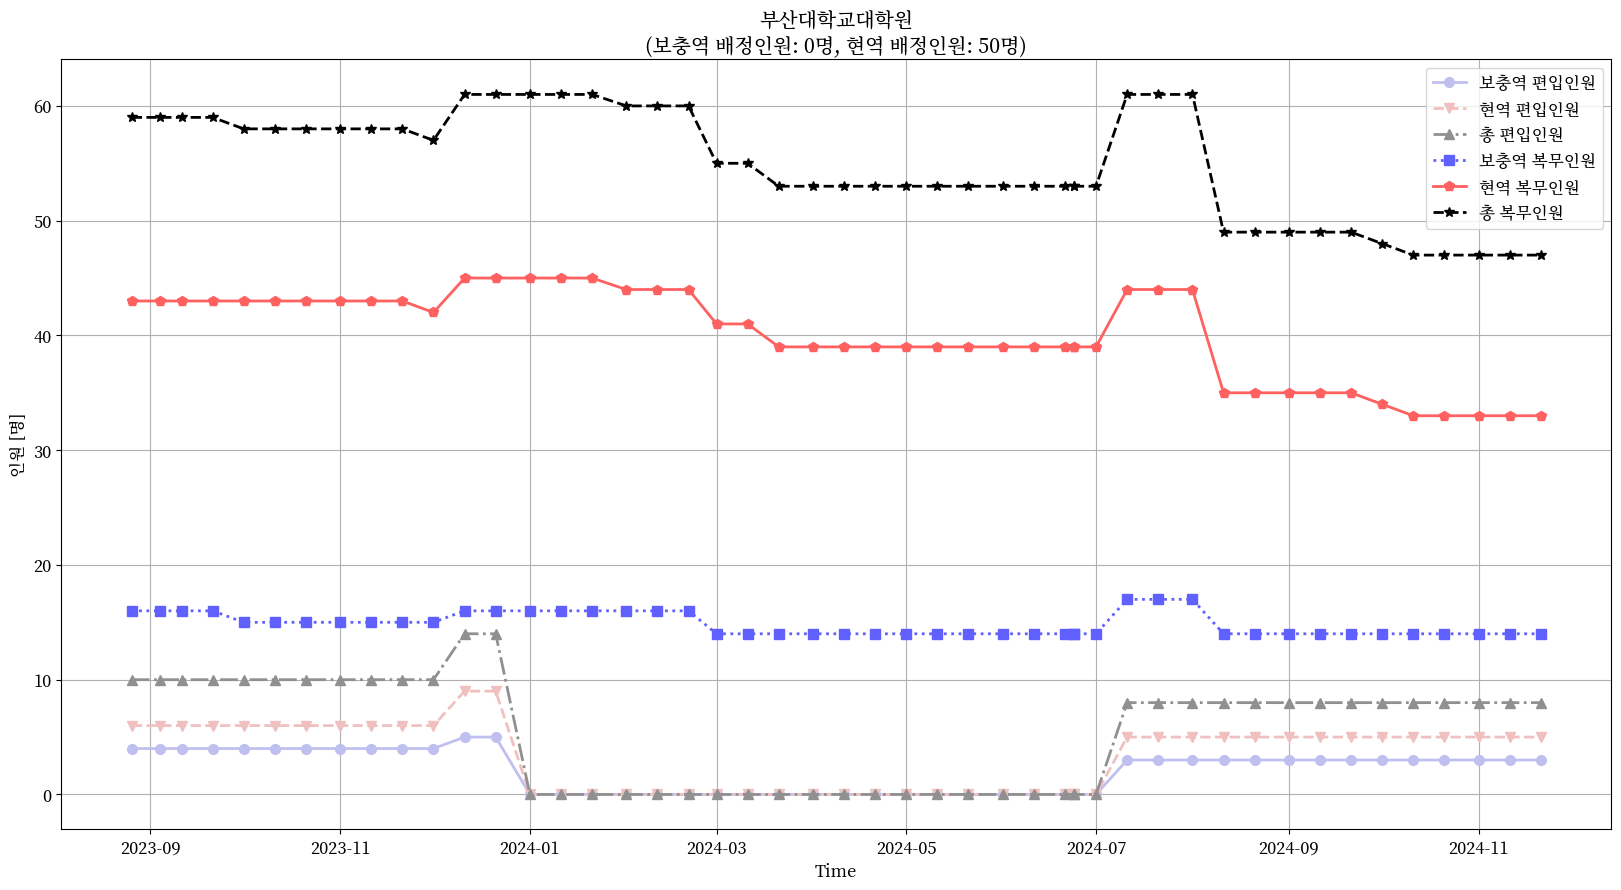 부산대학교대학원
(보충역 배정인원: 0명, 현역 배정인원: 50명)
보충역 편입인원
현역 편입인원
총 편입인원
보충역 복무인원
현역 복무인원
총 복무인원
인원 [명]
60
50
40
30
20
10
0
2023-09 2023-11 2024-01 2024-03 2024-05 2024-07 2024-09 2024-11
Time